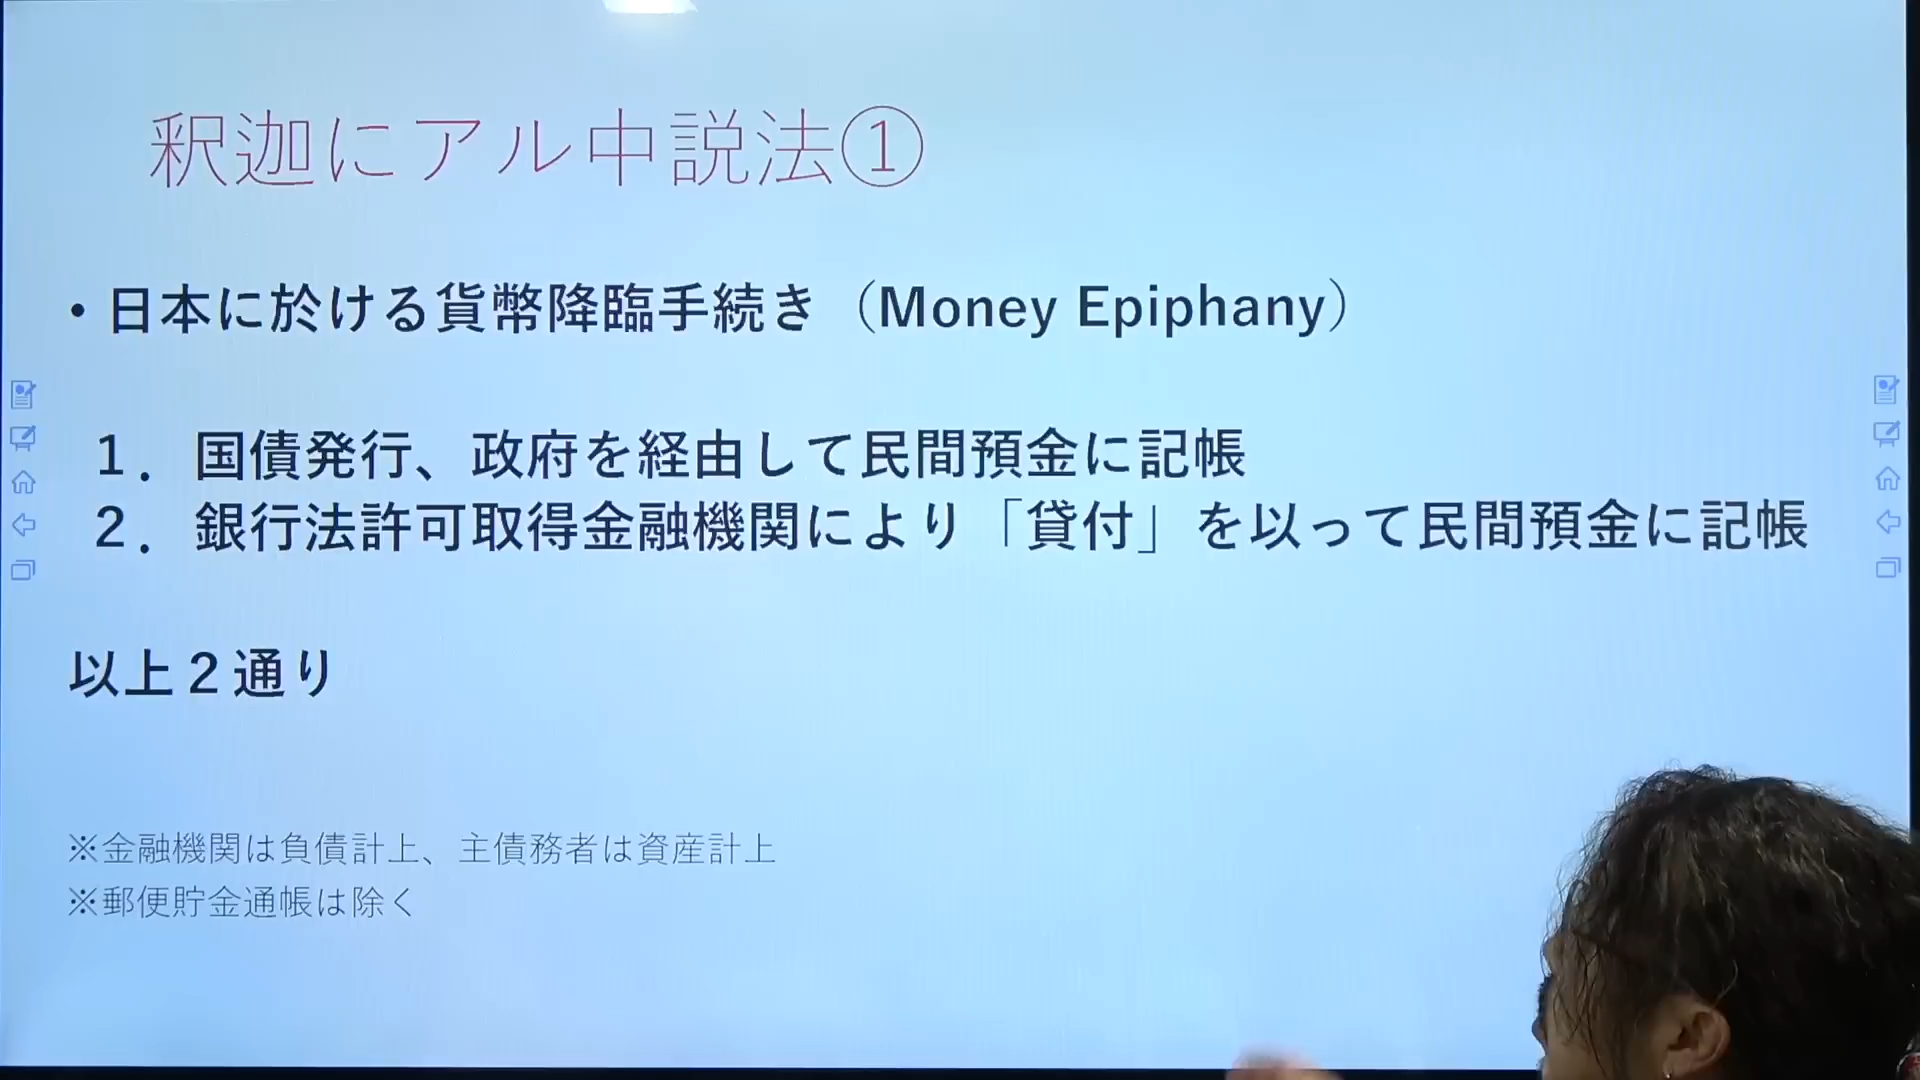 釈迦にアル中説法①
・日本に於ける貨幣降臨手続き（Money Epiphany）
１．国債発行、政府を経由して民間預金に記帳
２．銀行法許可取得金融機関により「貸付」を以って民間預金に記帳
以上２通り
※金融機関は負債計上、主債務者は資産計上
※郵便貯金通帳は除く